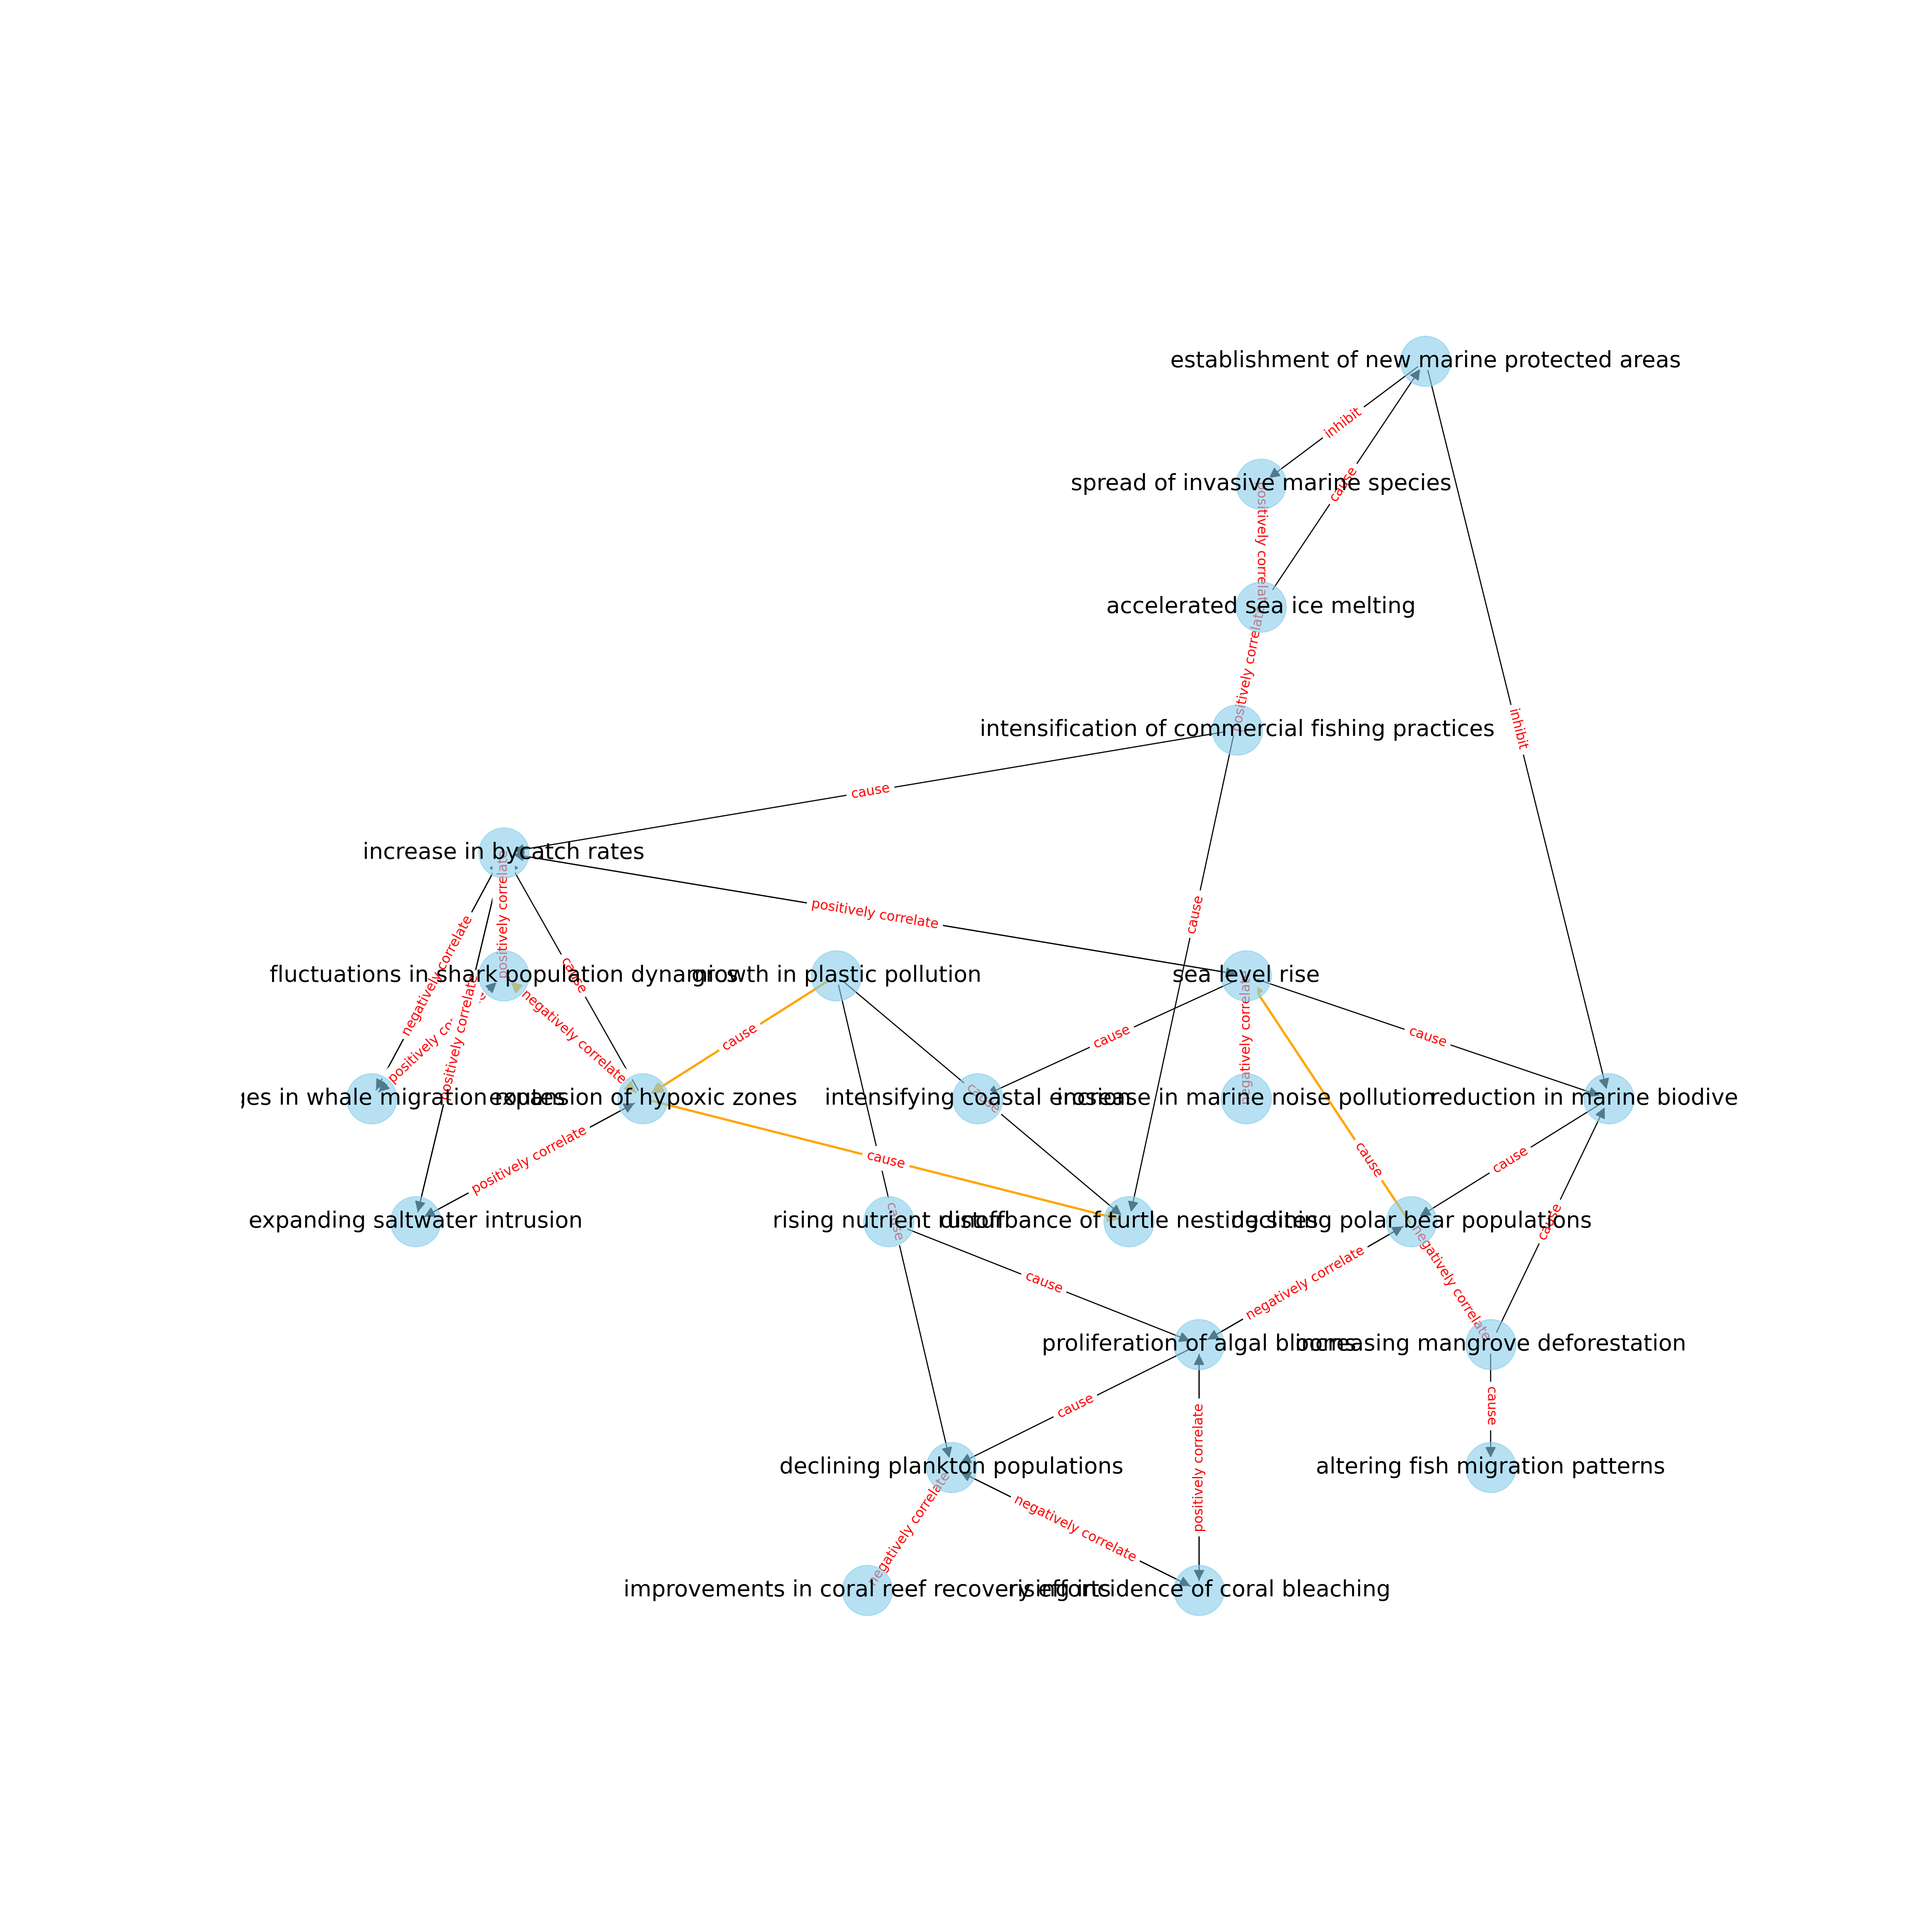 establishment of new marine protected areas
inhibit
spread of invasive marine species
cause
positively correlate
accelerated sea ice melting
positively correlate
intensification of commercial fishing practices
inhibit
cause
increase in bycatch rates
positively correlate
cause
positively correlate
negatively correlate
cause
fluctuations in shark population dynamics
growth in plastic pollution
sea level rise
positively
negatively correlate
cause
cause
cause
negatively correlate
positively correlate
ges in whale migration routes
expansion of hypoxic zones
intensifying coastal erosion
cause
increase in marine noise pollution
reduction in marine biodive
positively correlate
cause
cause
cause
expanding saltwater intrusion
rising nutrient runoff
cause
disturbance of turtle nesting sites
declining polar bear populations
cause
cause
negatively correlate
negatively correlate
proliferation of algal blooms
increasing mangrove deforestation
cause
cause
positively correlate
declining plankton populations
altering fish migration patterns
negatively correlate
negatively correlate
improvements in coral reef recovery efforts
rising incidence of coral bleaching